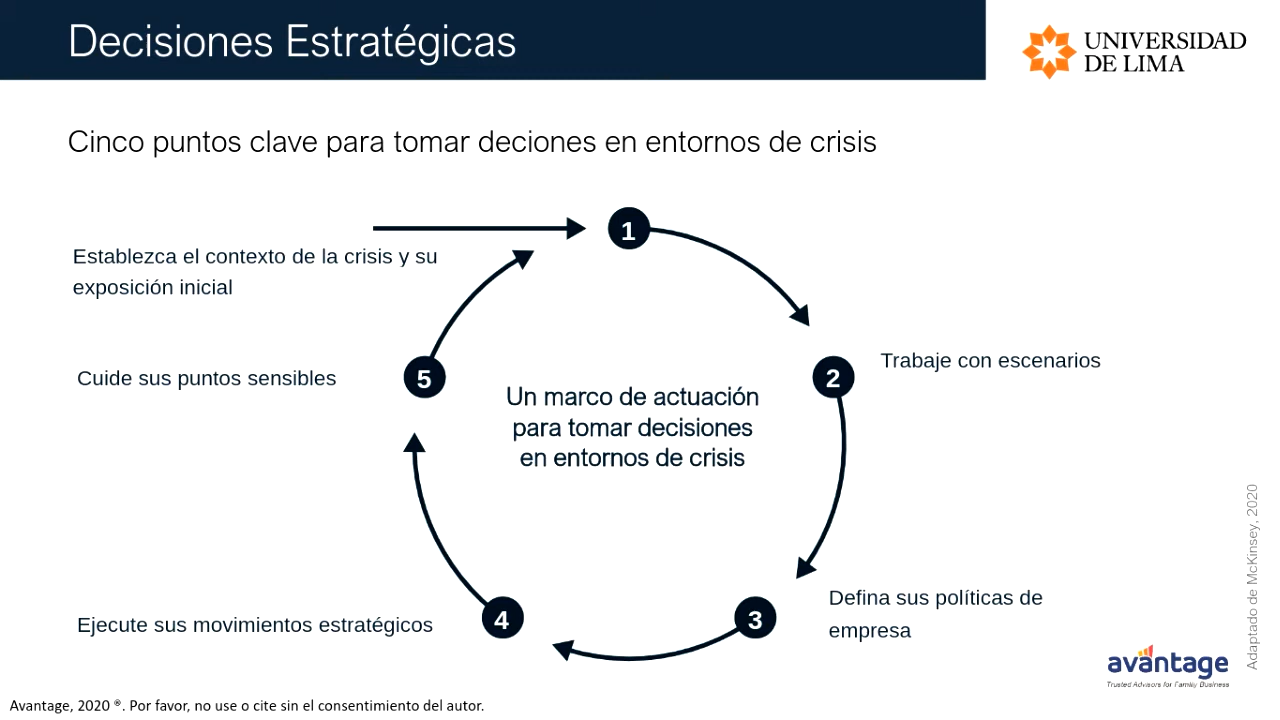 Decisiones Estratégicas
UNIVERSIDAD
DE LIMA
Cinco puntos clave para tomar deciones en entornos de crisis
1
Establezca el contexto de la crisis y su
exposición inicial
2
Trabaje con escenarios
5
Cuide sus puntos sensibles
Un marco de actuación
para tomar decisiones
en entornos de crisis
3
Defina sus políticas de
empresa
4
Ejecute sus movimientos estratégicos
Adaptado de McKinsey, 2020
avantage
Trusted Advisors for Family Business
Avantage, 2020 ®. Por favor, no use o cite sin el consentimiento del autor.